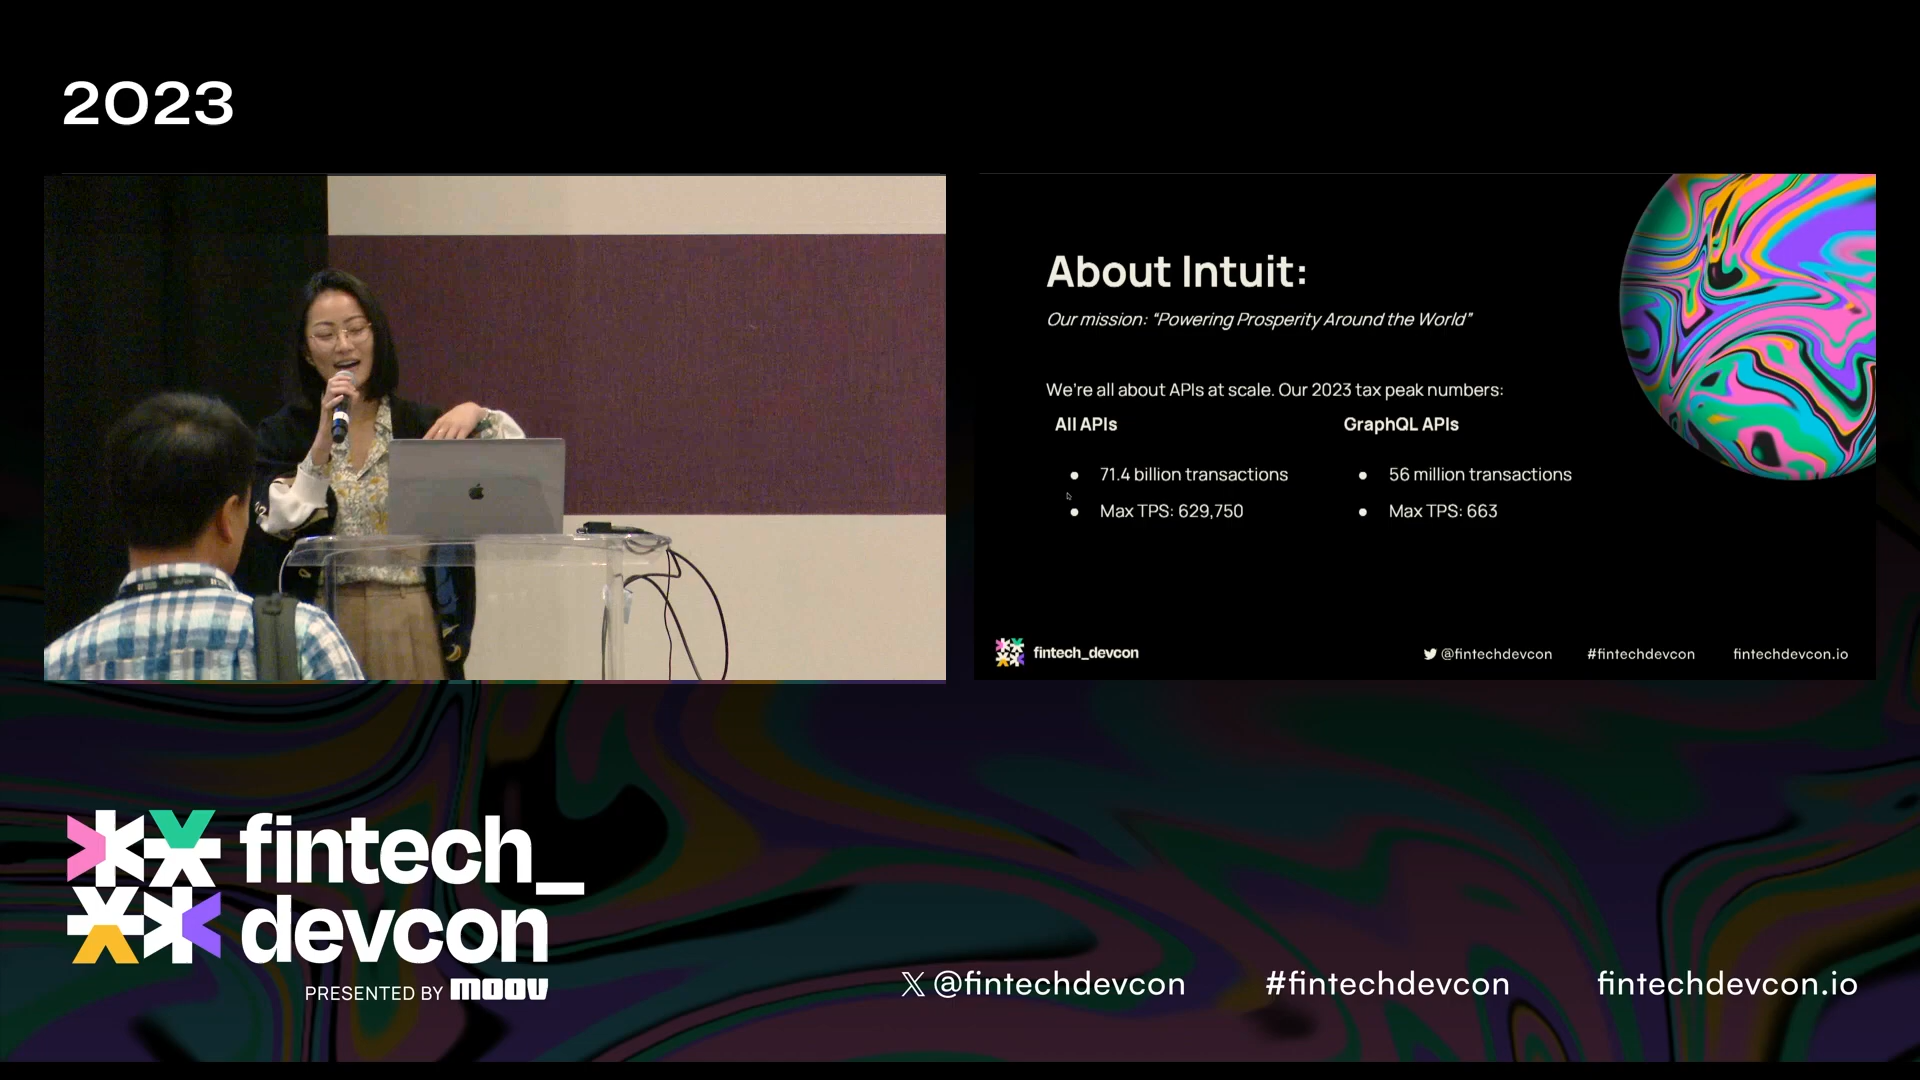 2023
About Intuit:
Our mission: “Powering Prosperity Around the World”
We're all about APIs at scale. Our 2023 tax peak numbers:
All APIs
● 71.4 billion transactions
● Max TPS: 629,750
GraphQL APIs
● 56 million transactions
● Max TPS: 663
fintech_devcon
@fintechdevcon
#fintechdevcon
fintechdevcon.io
fintech_
devcon
PRESENTED BY moov
X @fintechdevcon
#fintechdevcon
fintechdevcon.io